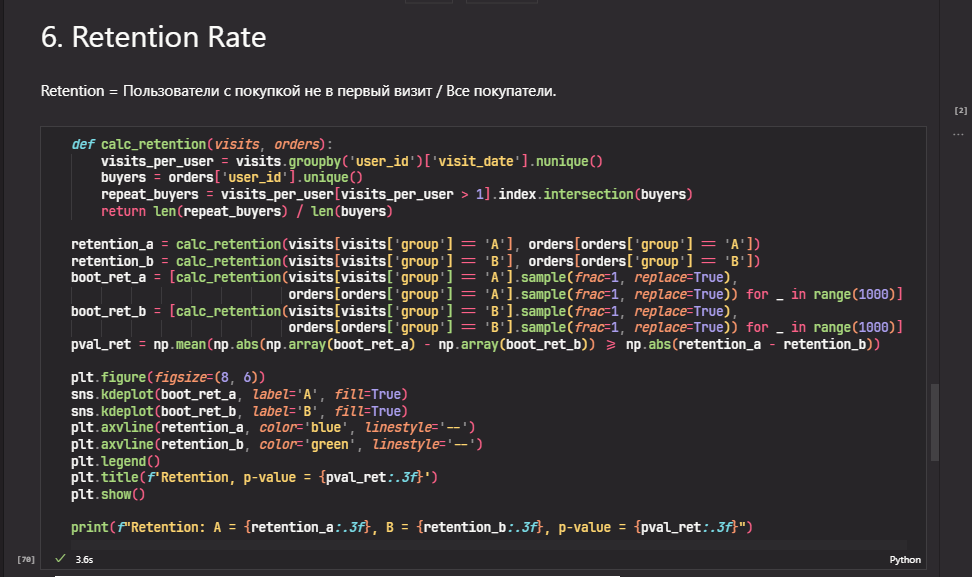 6. Retention Rate
Retention = Пользователи с покупкой не в первый визит / Все покупатели.
[2]
...
def calc_retention(visits, orders):
    visits_per_user = visits.groupby('user_id')['visit_date'].nunique()
    buyers = orders['user_id'].unique()
    repeat_buyers = visits_per_user[visits_per_user > 1].index.intersection(buyers)
    return len(repeat_buyers) / len(buyers)
retention_a = calc_retention(visits[visits['group'] == 'A'], orders[orders['group'] == 'A'])
retention_b = calc_retention(visits[visits['group'] == 'B'], orders[orders['group'] == 'B'])
boot_ret_a = [calc_retention(visits[visits['group'] == 'A'].sample(frac=1, replace=True),
                             orders[orders['group'] == 'A'].sample(frac=1, replace=True)) for _ in range(1000)]
boot_ret_b = [calc_retention(visits[visits['group'] == 'B'].sample(frac=1, replace=True),
                             orders[orders['group'] == 'B'].sample(frac=1, replace=True)) for _ in range(1000)]
pval_ret = np.mean(np.abs(np.array(boot_ret_a) - np.array(boot_ret_b)) >= np.abs(retention_a - retention_b))
plt.figure(figsize=(8, 6))
sns.kdeplot(boot_ret_a, label='A', fill=True)
sns.kdeplot(boot_ret_b, label='B', fill=True)
plt.axvline(retention_a, color='blue', linestyle='--')
plt.axvline(retention_b, color='green', linestyle='--')
plt.legend()
plt.title(f'Retention, p-value = {pval_ret:.3f}')
plt.show()
print(f"Retention: A = {retention_a:.3f}, B = {retention_b:.3f}, p-value = {pval_ret:.3f}")
[70] ✓ 3.6s Python